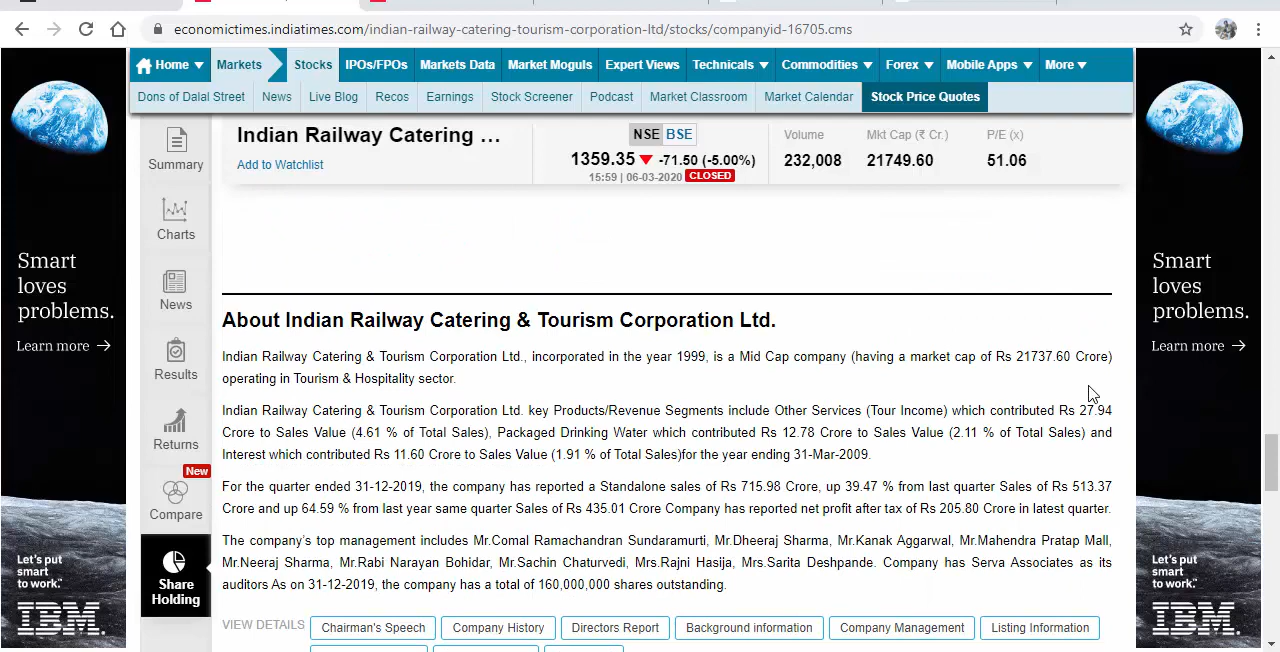 economictimes.indiatimes.com/indian-railway-catering-tourism-corporation-ltd/stocks/companyid-16705.cms
Home Markets Stocks IPOs/FPOs Markets Data Market Moguls Expert Views Technicals Commodities Forex Mobile Apps More
Dons of Dalal Street News Live Blog Recos Earnings Stock Screener Podcast Market Classroom Market Calendar Stock Price Quotes
Indian Railway Catering ...
Add to Watchlist
NSE BSE
1359.35 -71.50 (-5.00%)
15:59 | 06-03-2020 CLOSED
Volume
232,008
Mkt Cap (₹ Cr.)
21749.60
P/E (x)
51.06
Summary
Charts
News
Results
Returns
New
Compare
Share
Holding
About Indian Railway Catering & Tourism Corporation Ltd.
Indian Railway Catering & Tourism Corporation Ltd., incorporated in the year 1999, is a Mid Cap company (having a market cap of Rs 21737.60 Crore)
operating in Tourism & Hospitality sector.
Indian Railway Catering & Tourism Corporation Ltd. key Products/Revenue Segments include Other Services (Tour Income) which contributed Rs 27.94
Crore to Sales Value (4.61 % of Total Sales), Packaged Drinking Water which contributed Rs 12.78 Crore to Sales Value (2.11 % of Total Sales) and
Interest which contributed Rs 11.60 Crore to Sales Value (1.91 % of Total Sales)for the year ending 31-Mar-2009.
For the quarter ended 31-12-2019, the company has reported a Standalone sales of Rs 715.98 Crore, up 39.47 % from last quarter Sales of Rs 513.37
Crore and up 64.59 % from last year same quarter Sales of Rs 435.01 Crore Company has reported net profit after tax of Rs 205.80 Crore in latest quarter.
The company's top management includes Mr.Comal Ramachandran Sundaramurti, Mr.Dheeraj Sharma, Mr.Kanak Aggarwal, Mr.Mahendra Pratap Mall,
Mr.Neeraj Sharma, Mr.Rabi Narayan Bohidar, Mr.Sachin Chaturvedi, Mrs.Rajni Hasija, Mrs.Sarita Deshpande. Company has Serva Associates as its
auditors As on 31-12-2019, the company has a total of 160,000,000 shares outstanding.
VIEW DETAILS Chairman's Speech Company History Directors Report Background information Company Management Listing Information
Smart
loves
problems.
Learn more →
Let's put
smart
to work.™
IBM
Smart
loves
problems.
Learn more →
Let's put
smart
to work.™
IBM